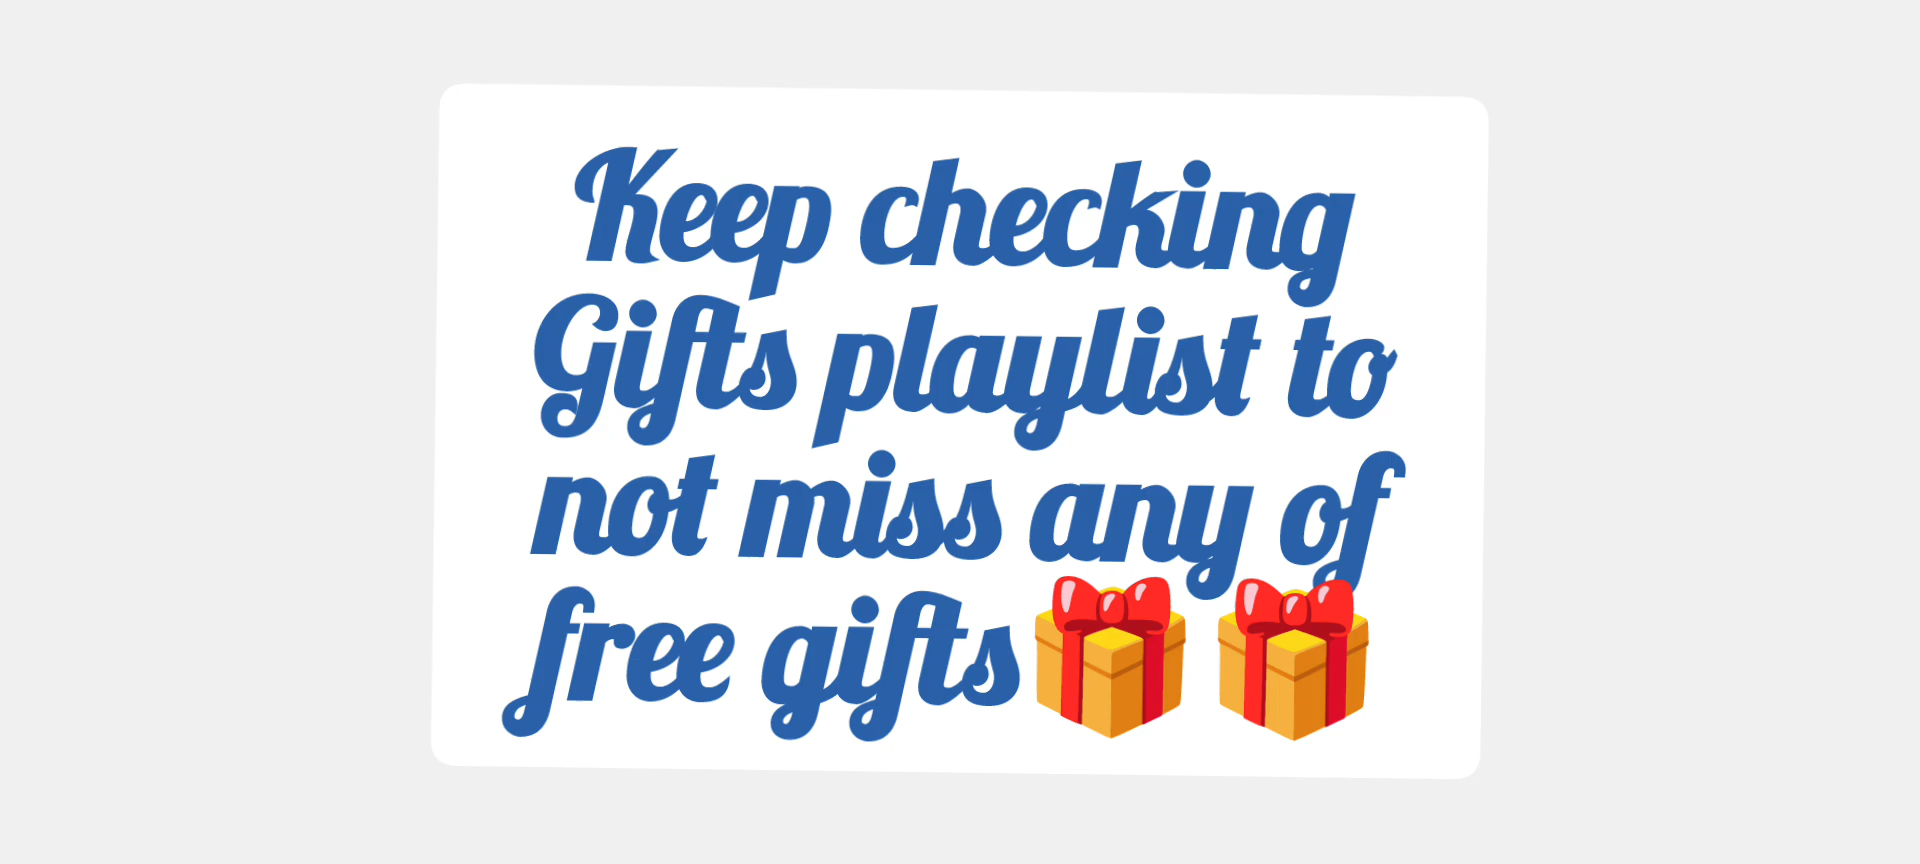 Keep checking
Gifts playlist to
not miss any of
free gifts🎁 🎁